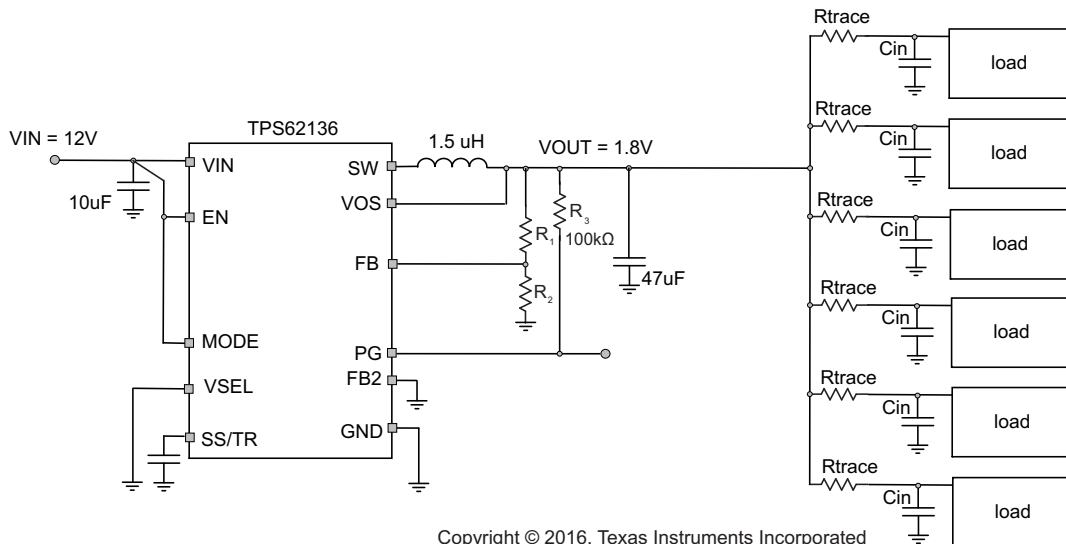 Rtrace
Cin
load
Rtrace
Cin
load
TPS62136
VIN = 12V
1.5 uH
VOUT = 1.8V
VIN
SW
10uF
EN
VOS
R3
R1
100kΩ
Rtrace
Cin
load
FB
47uF
R2
Rtrace
Cin
load
MODE
PG
VSEL
FB2
Rtrace
Cin
load
SS/TR
GND
Rtrace
Cin
load
Copyright © 2016, Texas Instruments Incorporated